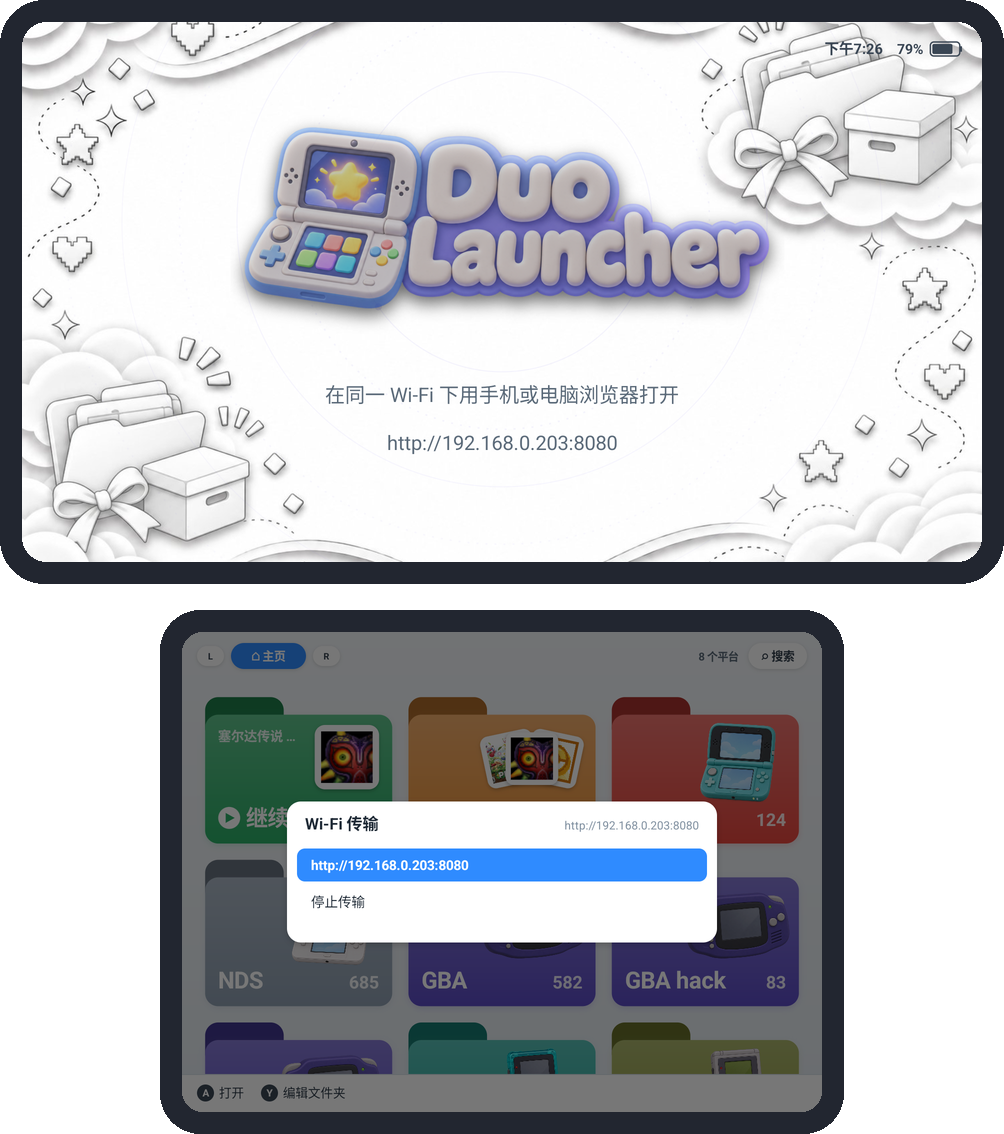 下午7:26 79%
Duo
Launcher
在同一 Wi-Fi 下用手机或电脑浏览器打开
http://192.168.0.203:8080
L 主页 R 8 个平台 搜索
塞尔达传说 ...
继续
124
Wi-Fi 传输 http://192.168.0.203:8080
http://192.168.0.203:8080
停止传输
NDS 685
GBA 582
GBA hack 83
A 打开 Y 编辑文件夹